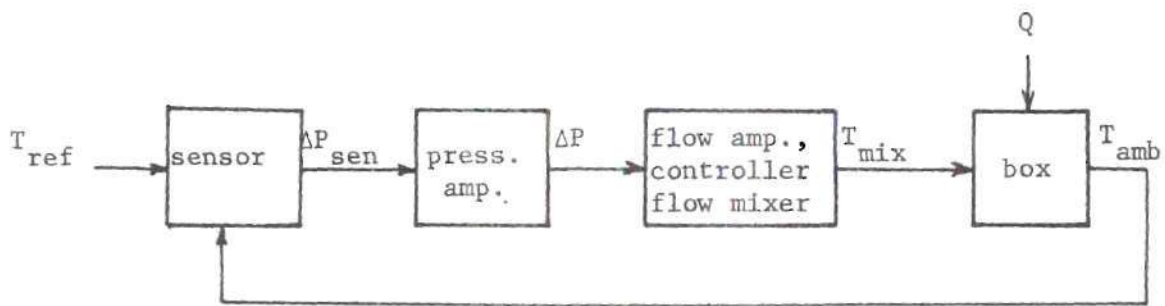 Q
T_ref
sensor
ΔP_sen
press.
amp.
ΔP
flow amp.,
controller
flow mixer
T_mix
box
T_amb